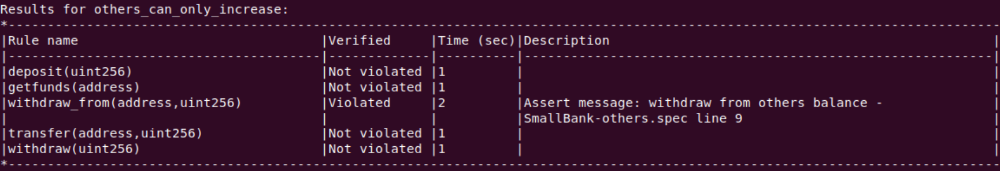 Results for others_can_only_increase:
*--------------------------------------------------------------------------------------------------------------------------------
|Rule name                               |Verified     |Time (sec)|Description                                                 |
|----------------------------------------|-------------|----------|------------------------------------------------------------|
|deposit(uint256)                        |Not violated |1         |                                                            |
|getfunds(address)                       |Not violated |1         |                                                            |
|withdraw_from(address,uint256)          |Violated     |2         |Assert message: withdraw from others balance -              |
|                                        |             |          |SmallBank-others.spec line 9                                |
|transfer(address,uint256)               |Not violated |1         |                                                            |
|withdraw(uint256)                       |Not violated |1         |                                                            |
*--------------------------------------------------------------------------------------------------------------------------------